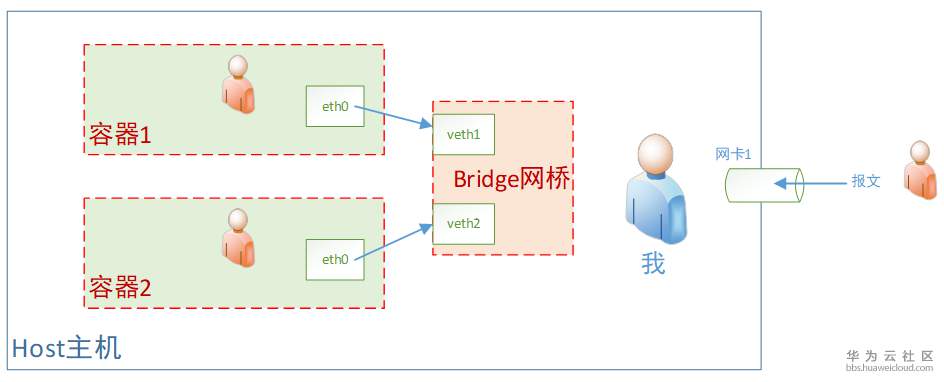 容器1
eth0
veth1
Bridge网桥
veth2
容器2
eth0
我
网卡1
报文
Host主机
华为云社区
bbs.huaweicloud.com